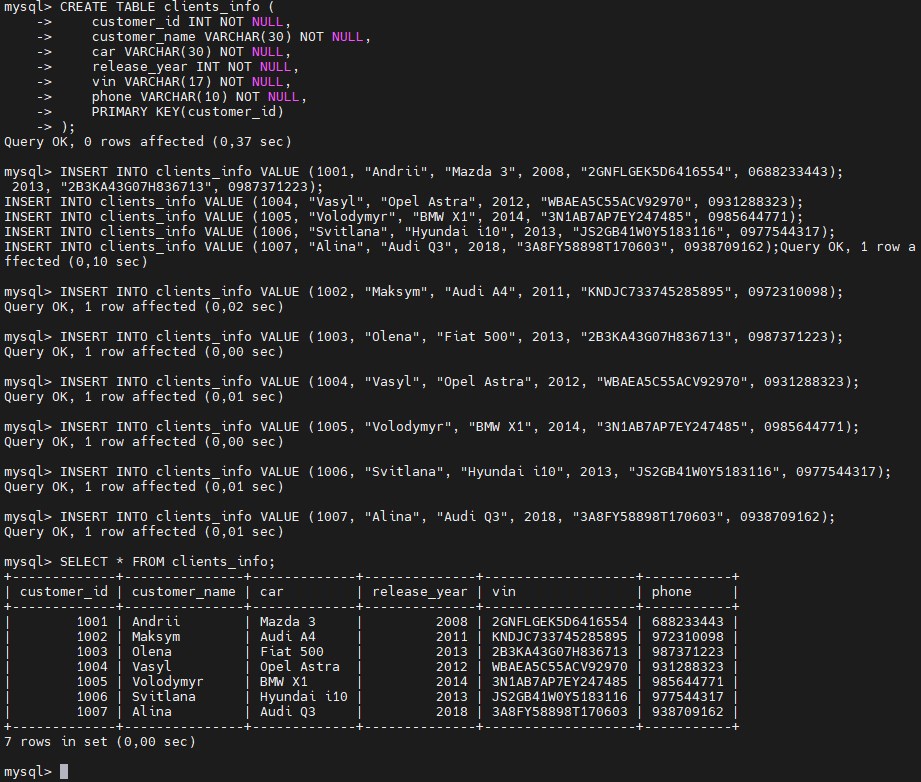 mysql> CREATE TABLE clients_info (
    ->     customer_id INT NOT NULL,
    ->     customer_name VARCHAR(30) NOT NULL,
    ->     car VARCHAR(30) NOT NULL,
    ->     release_year INT NOT NULL,
    ->     vin VARCHAR(17) NOT NULL,
    ->     phone VARCHAR(10) NOT NULL,
    ->     PRIMARY KEY(customer_id)
    -> );
Query OK, 0 rows affected (0,37 sec)

mysql> INSERT INTO clients_info VALUE (1001, "Andrii", "Mazda 3", 2008, "2GNFLGEK5D6416554", 0688233443);
 2013, "2B3KA43G07H836713", 0987371223);
INSERT INTO clients_info VALUE (1004, "Vasyl", "Opel Astra", 2012, "WBAEA5C55ACV92970", 0931288323);
INSERT INTO clients_info VALUE (1005, "Volodymyr", "BMW X1", 2014, "3N1AB7AP7EY247485", 0985644771);
INSERT INTO clients_info VALUE (1006, "Svitlana", "Hyundai i10", 2013, "JS2GB41W0Y5183116", 0977544317);
INSERT INTO clients_info VALUE (1007, "Alina", "Audi Q3", 2018, "3A8FY58898T170603", 0938709162);Query OK, 1 row a
ffected (0,10 sec)

mysql> INSERT INTO clients_info VALUE (1002, "Maksym", "Audi A4", 2011, "KNDJC733745285895", 0972310098);
Query OK, 1 row affected (0,02 sec)

mysql> INSERT INTO clients_info VALUE (1003, "Olena", "Fiat 500", 2013, "2B3KA43G07H836713", 0987371223);
Query OK, 1 row affected (0,00 sec)

mysql> INSERT INTO clients_info VALUE (1004, "Vasyl", "Opel Astra", 2012, "WBAEA5C55ACV92970", 0931288323);
Query OK, 1 row affected (0,01 sec)

mysql> INSERT INTO clients_info VALUE (1005, "Volodymyr", "BMW X1", 2014, "3N1AB7AP7EY247485", 0985644771);
Query OK, 1 row affected (0,00 sec)

mysql> INSERT INTO clients_info VALUE (1006, "Svitlana", "Hyundai i10", 2013, "JS2GB41W0Y5183116", 0977544317);
Query OK, 1 row affected (0,01 sec)

mysql> INSERT INTO clients_info VALUE (1007, "Alina", "Audi Q3", 2018, "3A8FY58898T170603", 0938709162);
Query OK, 1 row affected (0,01 sec)

mysql> SELECT * FROM clients_info;
+-------------+---------------+-------------+--------------+-------------------+-----------+
| customer_id | customer_name | car         | release_year | vin               | phone     |
+-------------+---------------+-------------+--------------+-------------------+-----------+
|        1001 | Andrii        | Mazda 3     |         2008 | 2GNFLGEK5D6416554 | 688233443 |
|        1002 | Maksym        | Audi A4     |         2011 | KNDJC733745285895 | 972310098 |
|        1003 | Olena         | Fiat 500    |         2013 | 2B3KA43G07H836713 | 987371223 |
|        1004 | Vasyl         | Opel Astra  |         2012 | WBAEA5C55ACV92970 | 931288323 |
|        1005 | Volodymyr     | BMW X1      |         2014 | 3N1AB7AP7EY247485 | 985644771 |
|        1006 | Svitlana      | Hyundai i10 |         2013 | JS2GB41W0Y5183116 | 977544317 |
|        1007 | Alina         | Audi Q3     |         2018 | 3A8FY58898T170603 | 938709162 |
+-------------+---------------+-------------+--------------+-------------------+-----------+
7 rows in set (0,00 sec)

mysql>